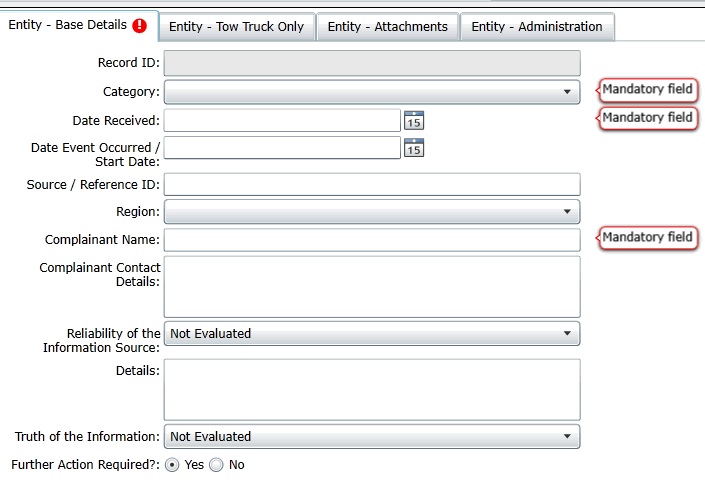 Entity - Base Details Entity - Tow Truck Only Entity - Attachments Entity - Administration
Record ID:
Category: Mandatory field
Date Received: 15 Mandatory field
Date Event Occurred / 15
Start Date:
Source / Reference ID:
Region:
Complainant Name: Mandatory field
Complainant Contact
Details:
Reliability of the Not Evaluated
Information Source:
Details:
Truth of the Information: Not Evaluated
Further Action Required?: Yes No